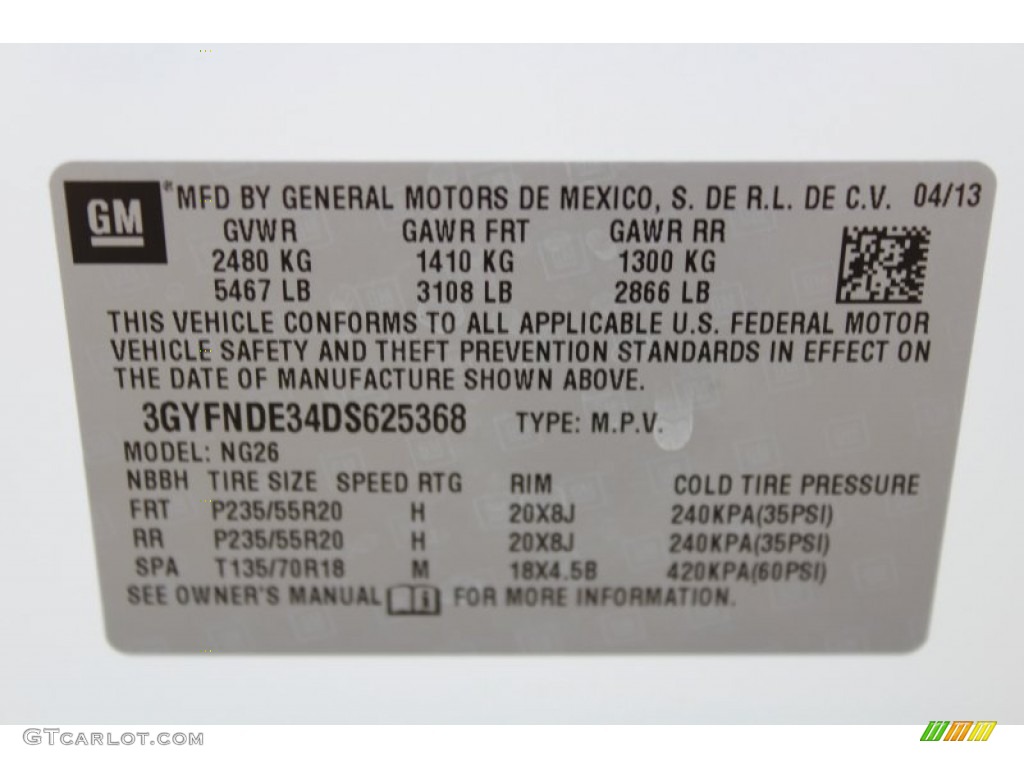 GM ® MFD BY GENERAL MOTORS DE MEXICO, S. DE R.L. DE C.V. 04/13
GVWR GAWR FRT GAWR RR
2480 KG 1410 KG 1300 KG
5467 LB 3108 LB 2866 LB
THIS VEHICLE CONFORMS TO ALL APPLICABLE U.S. FEDERAL MOTOR
VEHICLE SAFETY AND THEFT PREVENTION STANDARDS IN EFFECT ON
THE DATE OF MANUFACTURE SHOWN ABOVE.
3GYFNDE34DS625368 TYPE: M.P.V.
MODEL: NG26
NBBH TIRE SIZE SPEED RTG RIM COLD TIRE PRESSURE
FRT P235/55R20 H 20X8J 240KPA(35PSI)
RR P235/55R20 H 20X8J 240KPA(35PSI)
SPA T135/70R18 M 18X4.5B 420KPA(60PSI)
SEE OWNER'S MANUAL FOR MORE INFORMATION.
GTCARLOT.COM